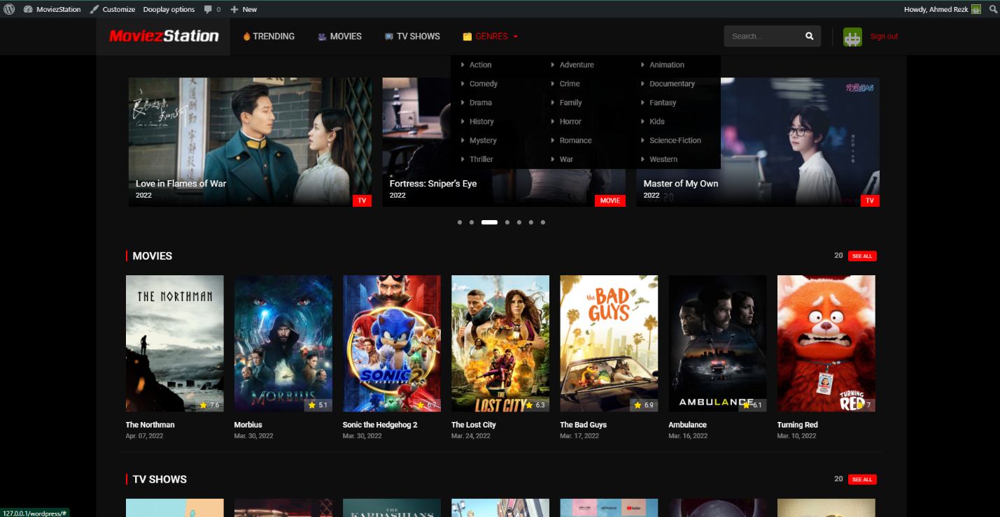 MoviezStation Customize Dooplay options 0 New Howdy, Ahmed Rezk
MoviezStation TRENDING MOVIES TV SHOWS GENRES Search... Sign out
Action Adventure Animation
Comedy Crime Documentary
Drama Family Fantasy
History Horror Kids
Mystery Romance Science-Fiction
Thriller War Western
Love in Flames of War
2022
TV
Fortress: Sniper's Eye
2022
MOVIE
Master of My Own
2022
TV
MOVIES 20 SEE ALL
THE NORTHMAN
7.6
The Northman
Apr. 07, 2022
MORBIUS
5.1
Morbius
Mar. 30, 2022
SONIC 2
6.7
Sonic the Hedgehog 2
Mar. 30, 2022
THE
LOST CITY
6.3
The Lost City
Mar. 24, 2022
the BAD
GUYS
6.9
The Bad Guys
Mar. 17, 2022
AMBULANCE
6.1
Ambulance
Mar. 16, 2022
TURNING
RED
7
Turning Red
Mar. 10, 2022
TV SHOWS 20 SEE ALL
THE
KARDASHIANS
127.0.0.1/wordpress/#